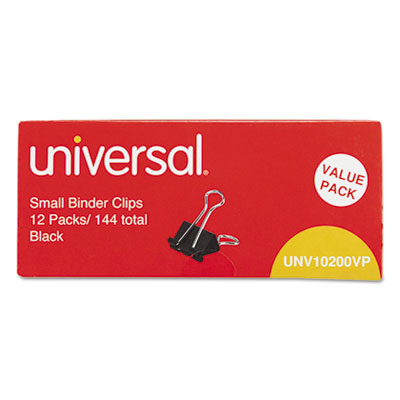 universal®
Small Binder Clips
12 Packs/ 144 total
Black
VALUE
PACK
UNV10200VP